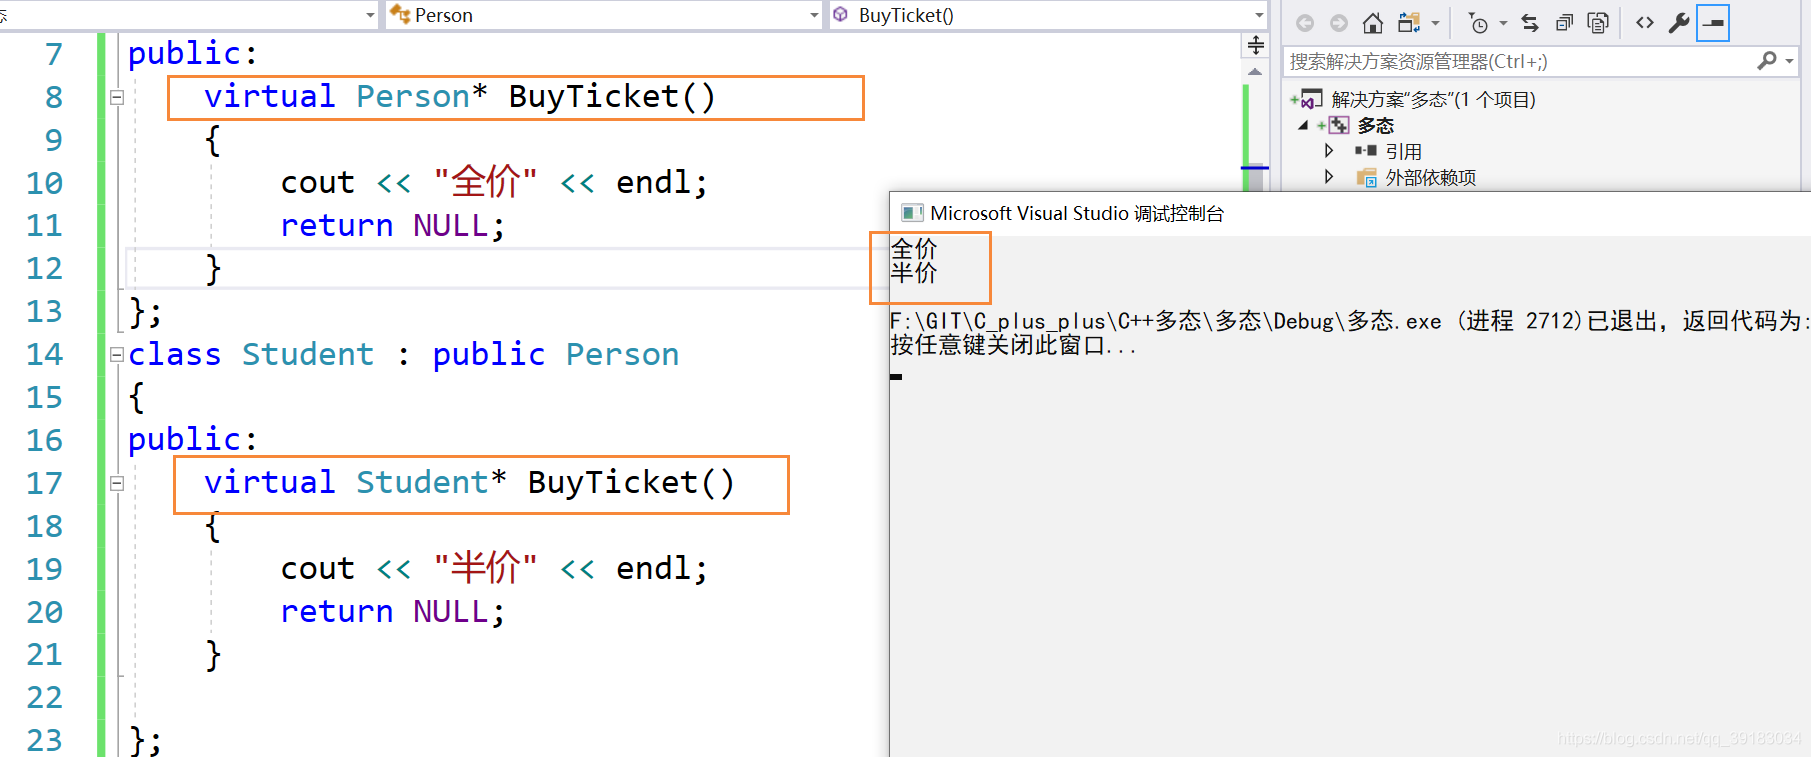 态
Person
BuyTicket()
7 public:
8 virtual Person* BuyTicket()
9 {
10 cout << "全价" << endl;
11 return NULL;
12 }
13 };
14 class Student : public Person
15 {
16 public:
17 virtual Student* BuyTicket()
18 {
19 cout << "半价" << endl;
20 return NULL;
21 }
22
23 };
搜索解决方案资源管理器(Ctrl+;)
解决方案"多态"(1 个项目)
多态
引用
外部依赖项
Microsoft Visual Studio 调试控制台
全价
半价
F:\GIT\C_plus_plus\C++多态\多态\Debug\多态.exe (进程 2712)已退出，返回代码为:
按任意键关闭此窗口...
https://blog.csdn.net/qq_39183034